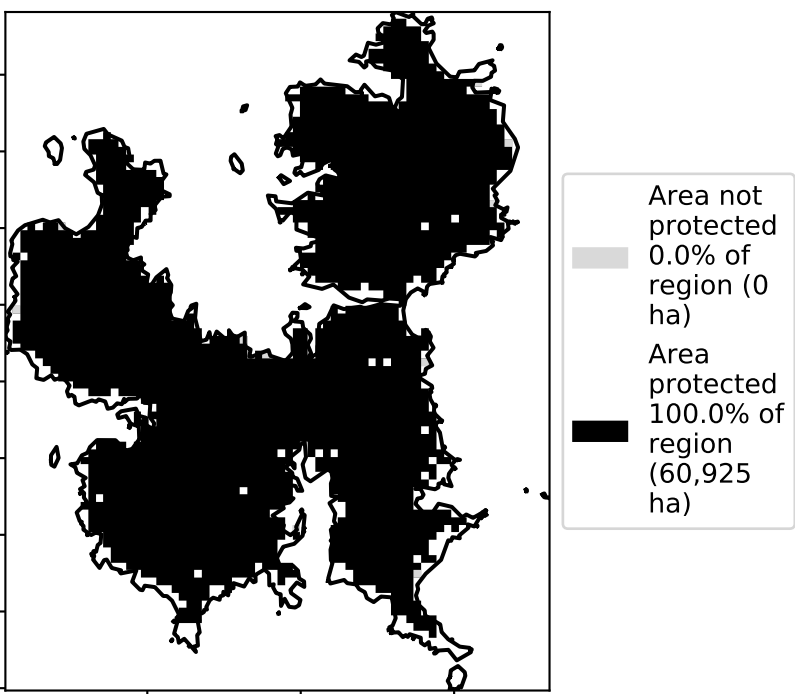 Area not
protected
0.0% of
region (0
ha)
Area
protected
100.0% of
region
(60,925
ha)